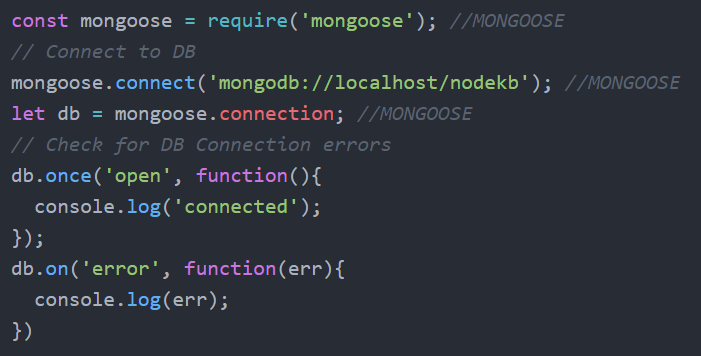 const mongoose = require('mongoose'); //MONGOOSE
// Connect to DB
mongoose.connect('mongodb://localhost/nodekb'); //MONGOOSE
let db = mongoose.connection; //MONGOOSE
// Check for DB Connection errors
db.once('open', function(){
  console.log('connected');
});
db.on('error', function(err){
  console.log(err);
})